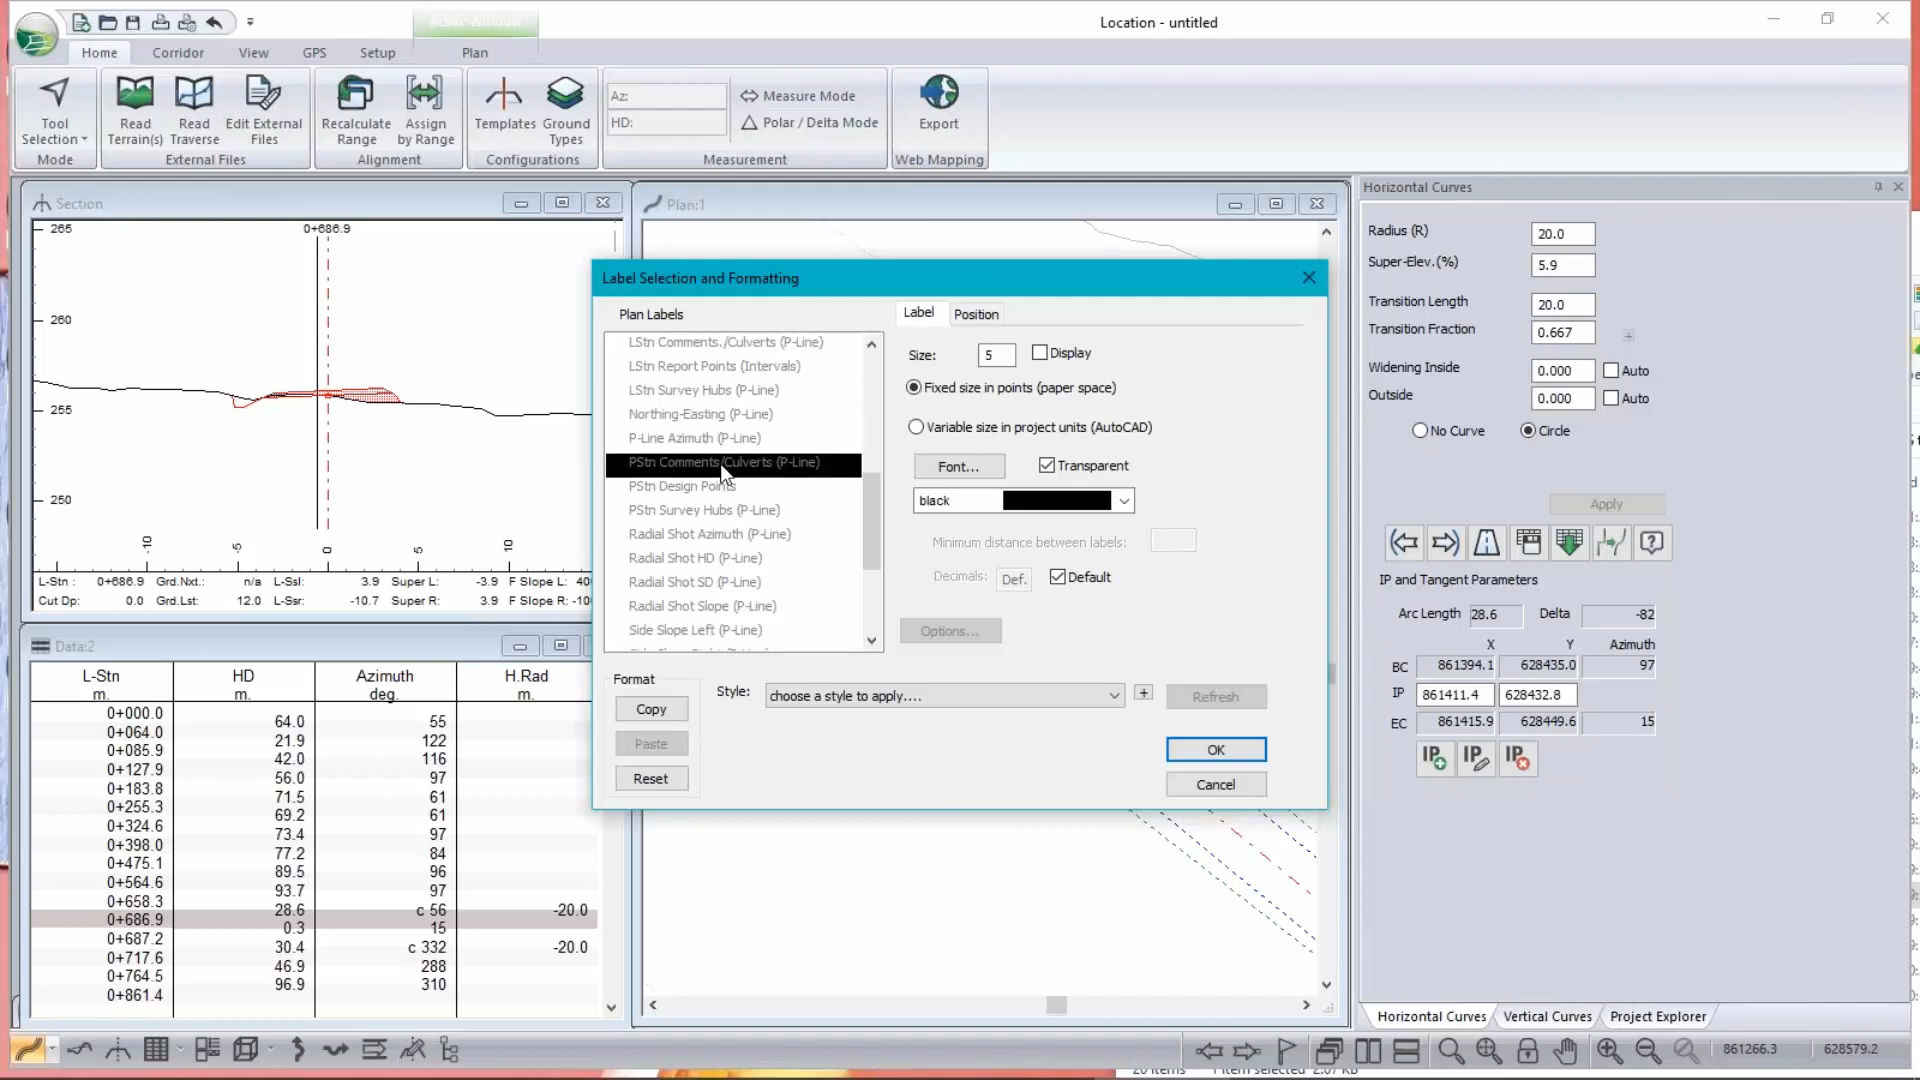 Location - untitled
Home
Corridor
View
GPS
Setup
Plan
Tool
Selection
Mode
Read
Terrain(s)
Read
Traverse
Edit External
Files
External Files
Recalculate
Range
Assign
by Range
Alignment
Templates
Ground
Types
Configurations
Az:
HD:
Measure Mode
Polar / Delta Mode
Measurement
Export
Web Mapping
Section
265
260
255
250
0+686.9
-10
-5
0
5
10
L-Stn : 0+686.9 Grd.Nxt.: n/a L-Ssl: 3.9 Super L: -3.9 F Slope L: 40
Cut Dp: 0.0 Grd.Lst: 12.0 L-Ssr: -10.7 Super R: 3.9 F Slope R: -10
Plan:1
Data:2
L-Stn HD Azimuth H.Rad
m. m. deg. m.
0+000.0
64.0 55
0+064.0
21.9 122
0+085.9
42.0 116
0+127.9
56.0 97
0+183.8
71.5 61
0+255.3
69.2 61
0+324.6
73.4 97
0+398.0
77.2 84
0+475.1
89.5 96
0+564.6
93.7 97
0+658.3
28.6 c 56 -20.0
0+686.9
0.3 15
0+687.2
30.4 c 332 -20.0
0+717.6
46.9 288
0+764.5
96.9 310
0+861.4
Label Selection and Formatting
Plan Labels
LStn Comments./Culverts (P-Line)
LStn Report Points (Intervals)
LStn Survey Hubs (P-Line)
Northing-Easting (P-Line)
P-Line Azimuth (P-Line)
PStn Comments/Culverts (P-Line)
PStn Design Points
PStn Survey Hubs (P-Line)
Radial Shot Azimuth (P-Line)
Radial Shot HD (P-Line)
Radial Shot SD (P-Line)
Radial Shot Slope (P-Line)
Side Slope Left (P-Line)
Label
Position
Size: 5
Display
Fixed size in points (paper space)
Variable size in project units (AutoCAD)
Font...
Transparent
black
Minimum distance between labels:
Decimals: Def.
Default
Options...
Format
Copy
Paste
Reset
Style: choose a style to apply....
+
Refresh
OK
Cancel
Horizontal Curves
Radius (R) 20.0
Super-Elev.(%) 5.9
Transition Length 20.0
Transition Fraction 0.667
Widening Inside 0.000 Auto
Outside 0.000 Auto
No Curve
Circle
Apply
IP and Tangent Parameters
Arc Length 28.6 Delta -82
X Y Azimuth
BC 861394.1 628435.0 97
IP 861411.4 628432.8
EC 861415.9 628449.6 15
IP IP IP
Horizontal Curves
Vertical Curves
Project Explorer
861266.3
628579.2